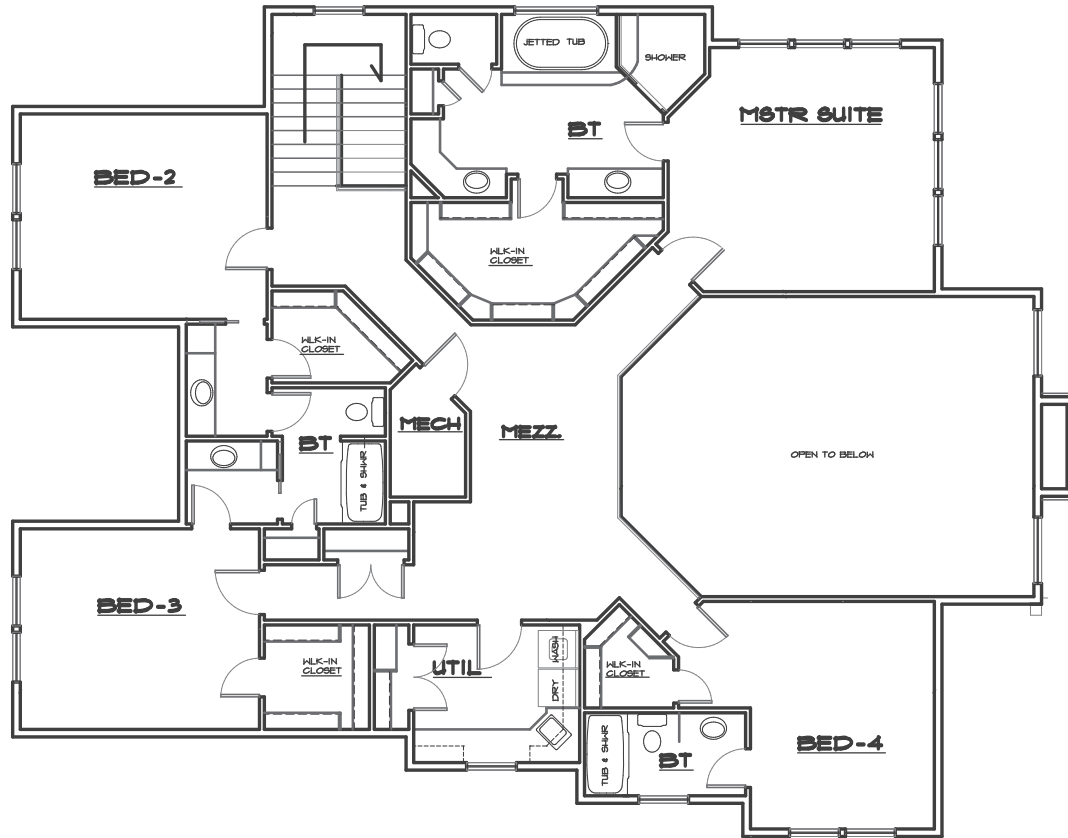 JETTED TUB
SHOWER
MSTR SUITE
BT
BED-2
WLK-IN
CLOSET
WLK-IN
CLOSET
MECH
MEZZ.
BT
OPEN TO BELOW
TUB & SHWR
BED-3
WASH
WLK-IN
CLOSET
UTIL
WLK-IN
CLOSET
DRY
BED-4
TUB & SHWR
BT